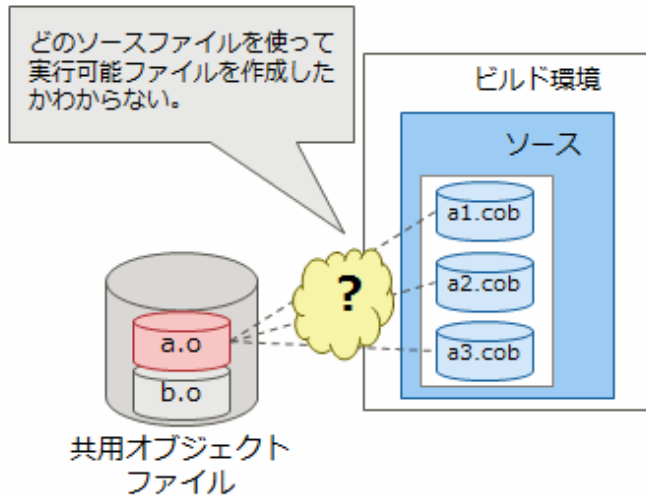 どのソースファイルを使って
実行可能ファイルを作成した
かわからない。
ビルド環境
ソース
a1.cob
a2.cob
a3.cob
?
a.o
b.o
共用オブジェクト
ファイル